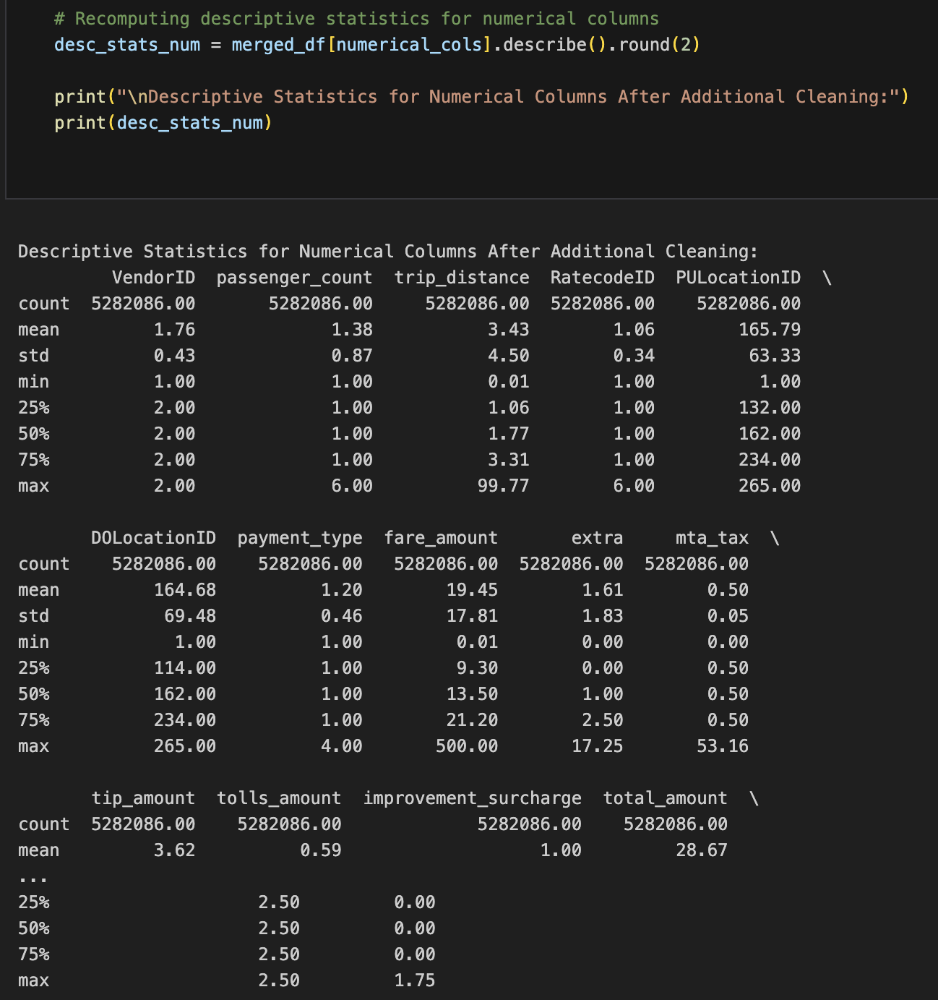 # Recomputing descriptive statistics for numerical columns
desc_stats_num = merged_df[numerical_cols].describe().round(2)
print("\nDescriptive Statistics for Numerical Columns After Additional Cleaning:")
print(desc_stats_num)
Descriptive Statistics for Numerical Columns After Additional Cleaning:
VendorID passenger_count trip_distance RatecodeID PULocationID \
count 5282086.00 5282086.00 5282086.00 5282086.00 5282086.00
mean 1.76 1.38 3.43 1.06 165.79
std 0.43 0.87 4.50 0.34 63.33
min 1.00 1.00 0.01 1.00 1.00
25% 2.00 1.00 1.06 1.00 132.00
50% 2.00 1.00 1.77 1.00 162.00
75% 2.00 1.00 3.31 1.00 234.00
max 2.00 6.00 99.77 6.00 265.00
DOLocationID payment_type fare_amount extra mta_tax \
count 5282086.00 5282086.00 5282086.00 5282086.00 5282086.00
mean 164.68 1.20 19.45 1.61 0.50
std 69.48 0.46 17.81 1.83 0.05
min 1.00 1.00 0.01 0.00 0.00
25% 114.00 1.00 9.30 0.00 0.50
50% 162.00 1.00 13.50 1.00 0.50
75% 234.00 1.00 21.20 2.50 0.50
max 265.00 4.00 500.00 17.25 53.16
tip_amount tolls_amount improvement_surcharge total_amount \
count 5282086.00 5282086.00 5282086.00 5282086.00
mean 3.62 0.59 1.00 28.67
...
25% 2.50 0.00
50% 2.50 0.00
75% 2.50 0.00
max 2.50 1.75